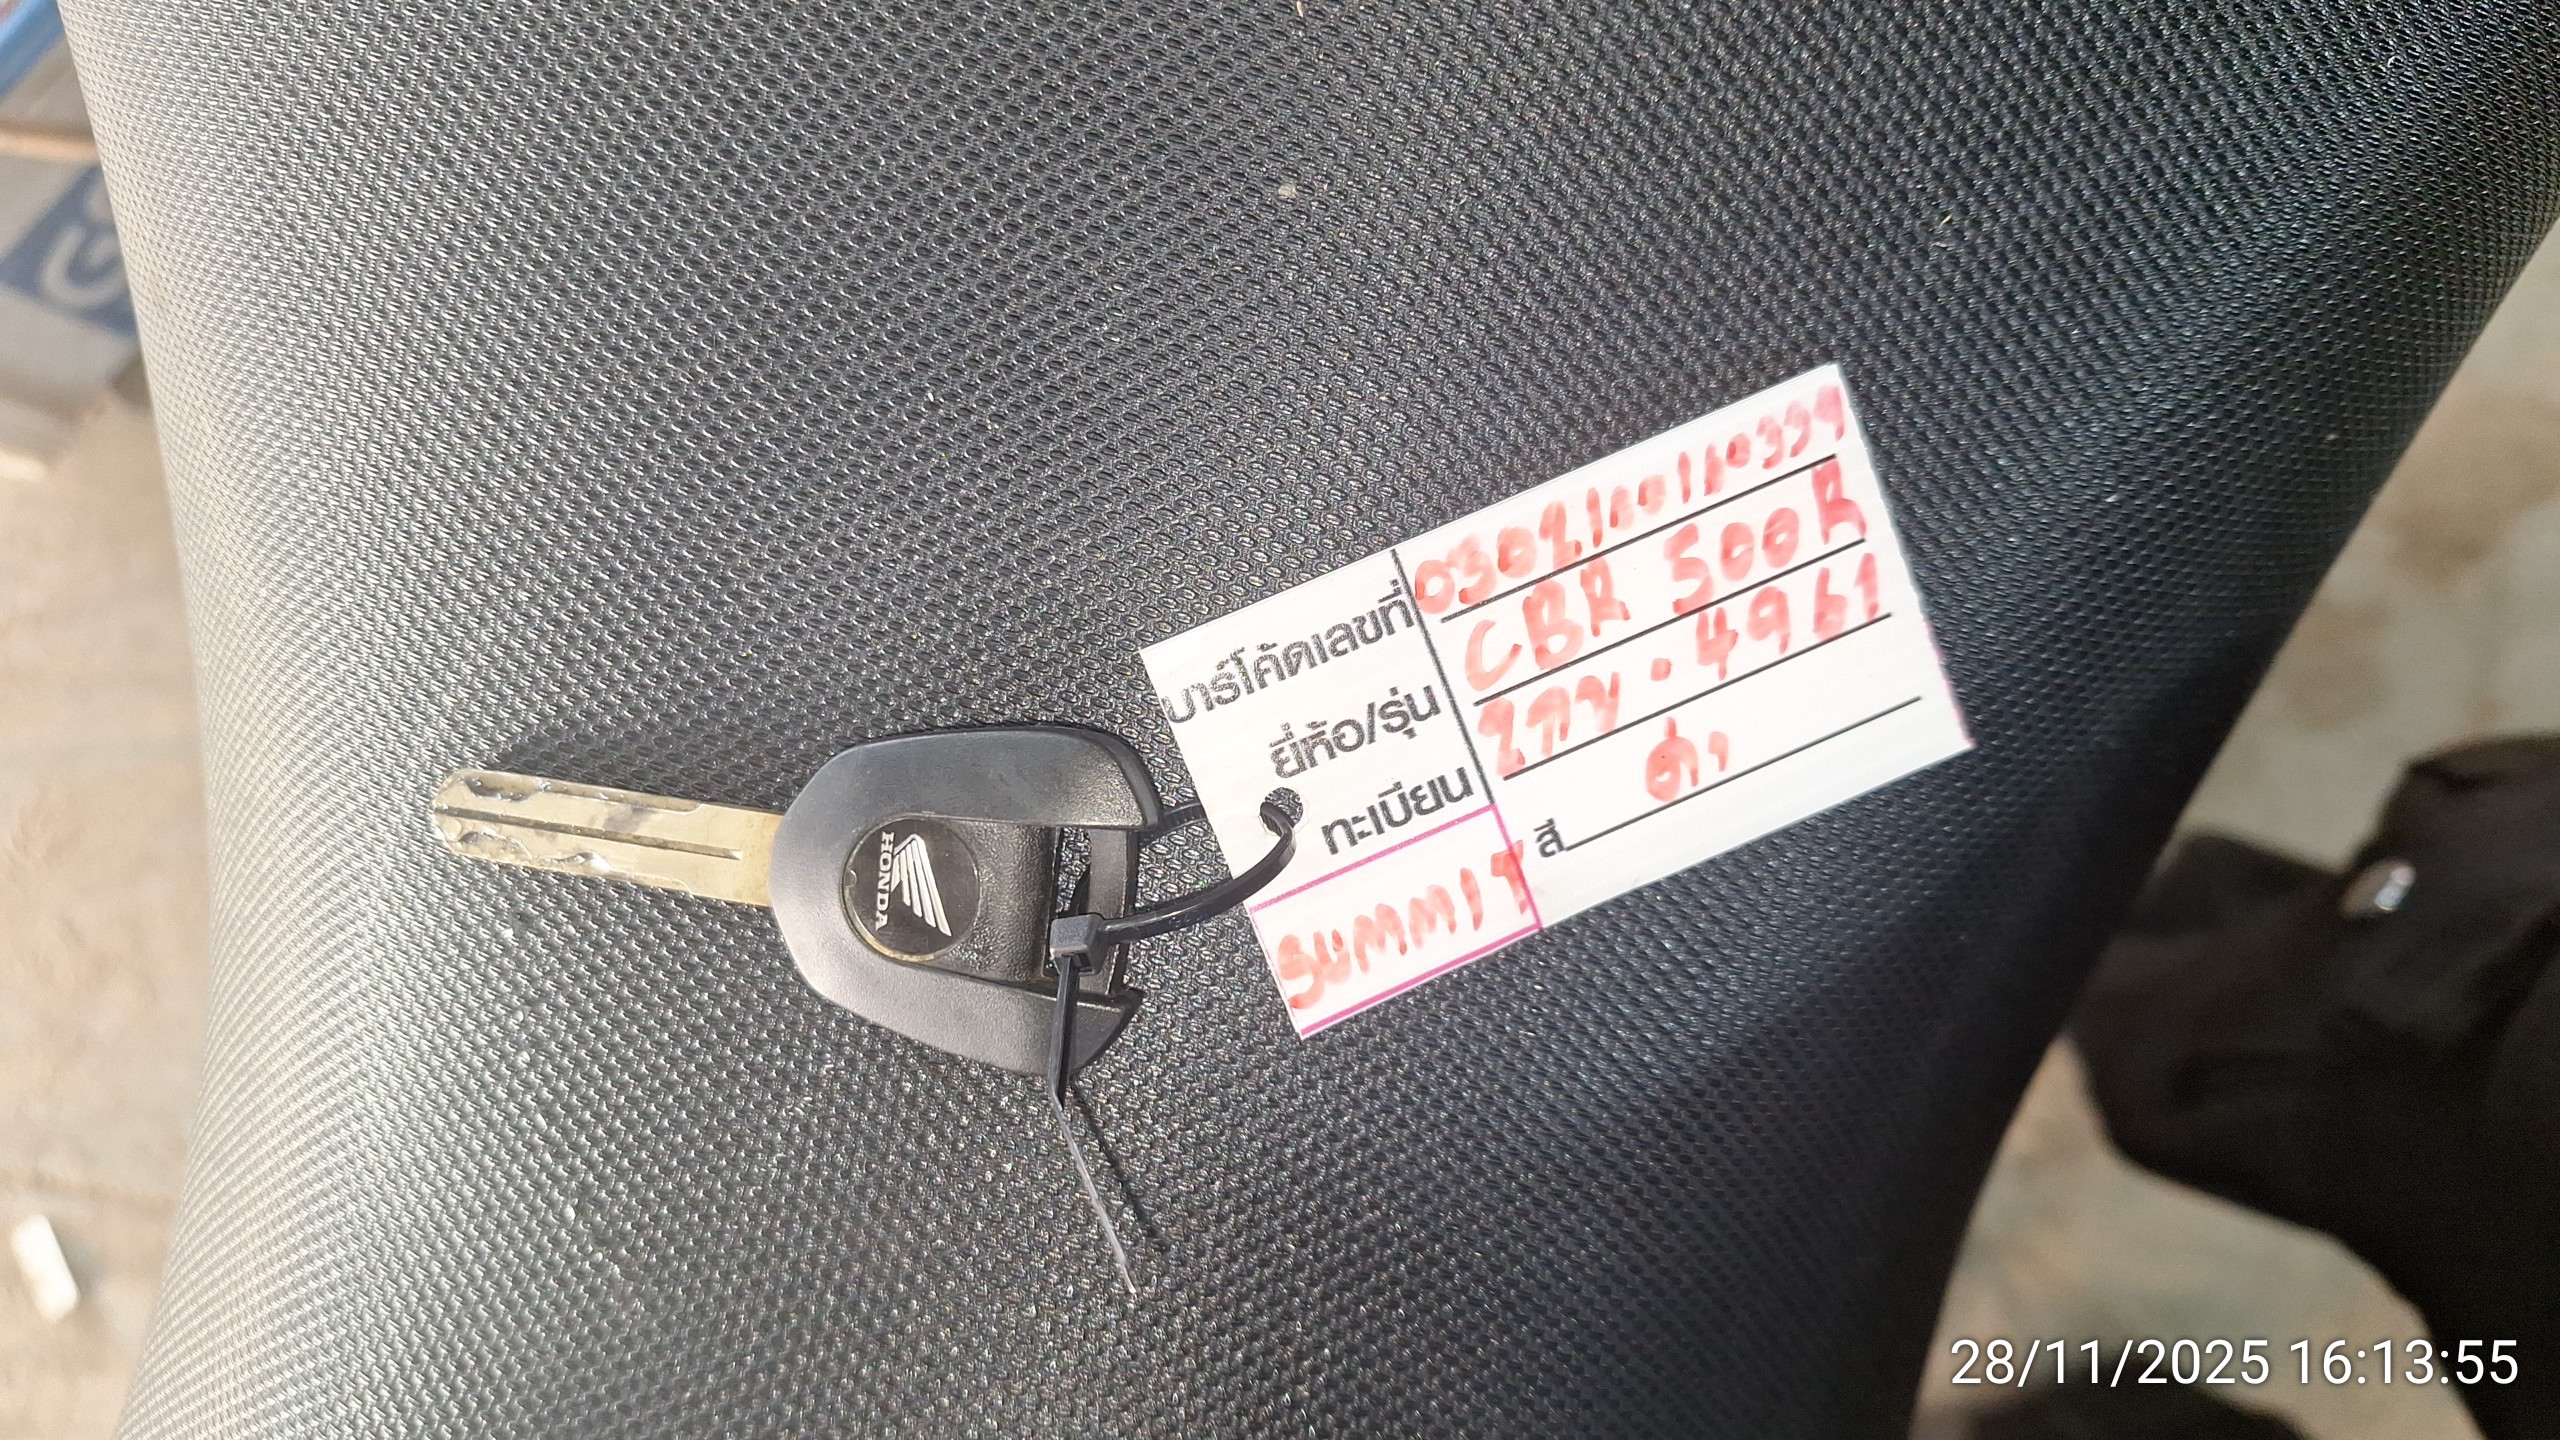 บาร์โค้ดเลขที่ 03021001110339
ยี่ห้อ/รุ่น CBR 500R
ทะเบียน 2กข • 4961
สี ดำ
SUMMIT
HONDA
28/11/2025 16:13:55